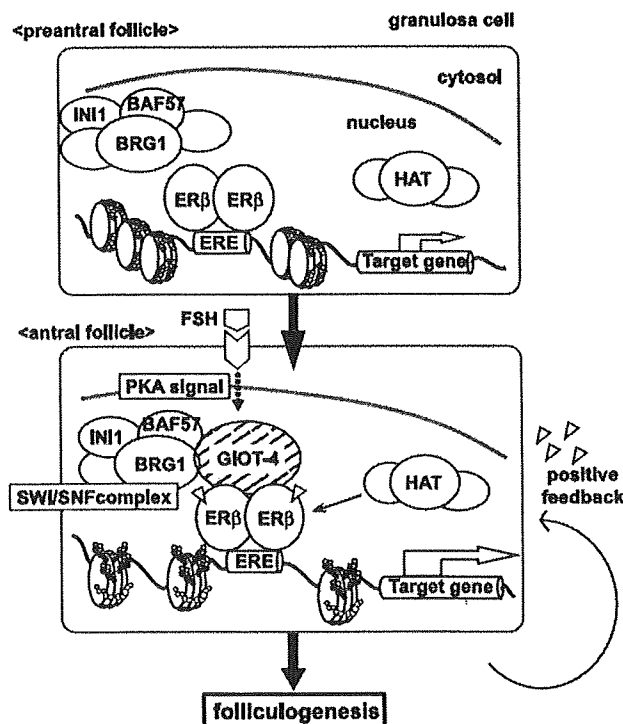 <preantral follicle>
granulosa cell
cytosol
nucleus
INI1
BAF57
BRG1
HAT
ERβ
ERβ
ERE
Target gene
<antral follicle>
FSH
PKA signal
INI1
BAF57
BRG1
GIOT-4
SWI/SNFcomplex
ERβ
ERβ
HAT
ERE
Target gene
positive
feedback
folliculogenesis